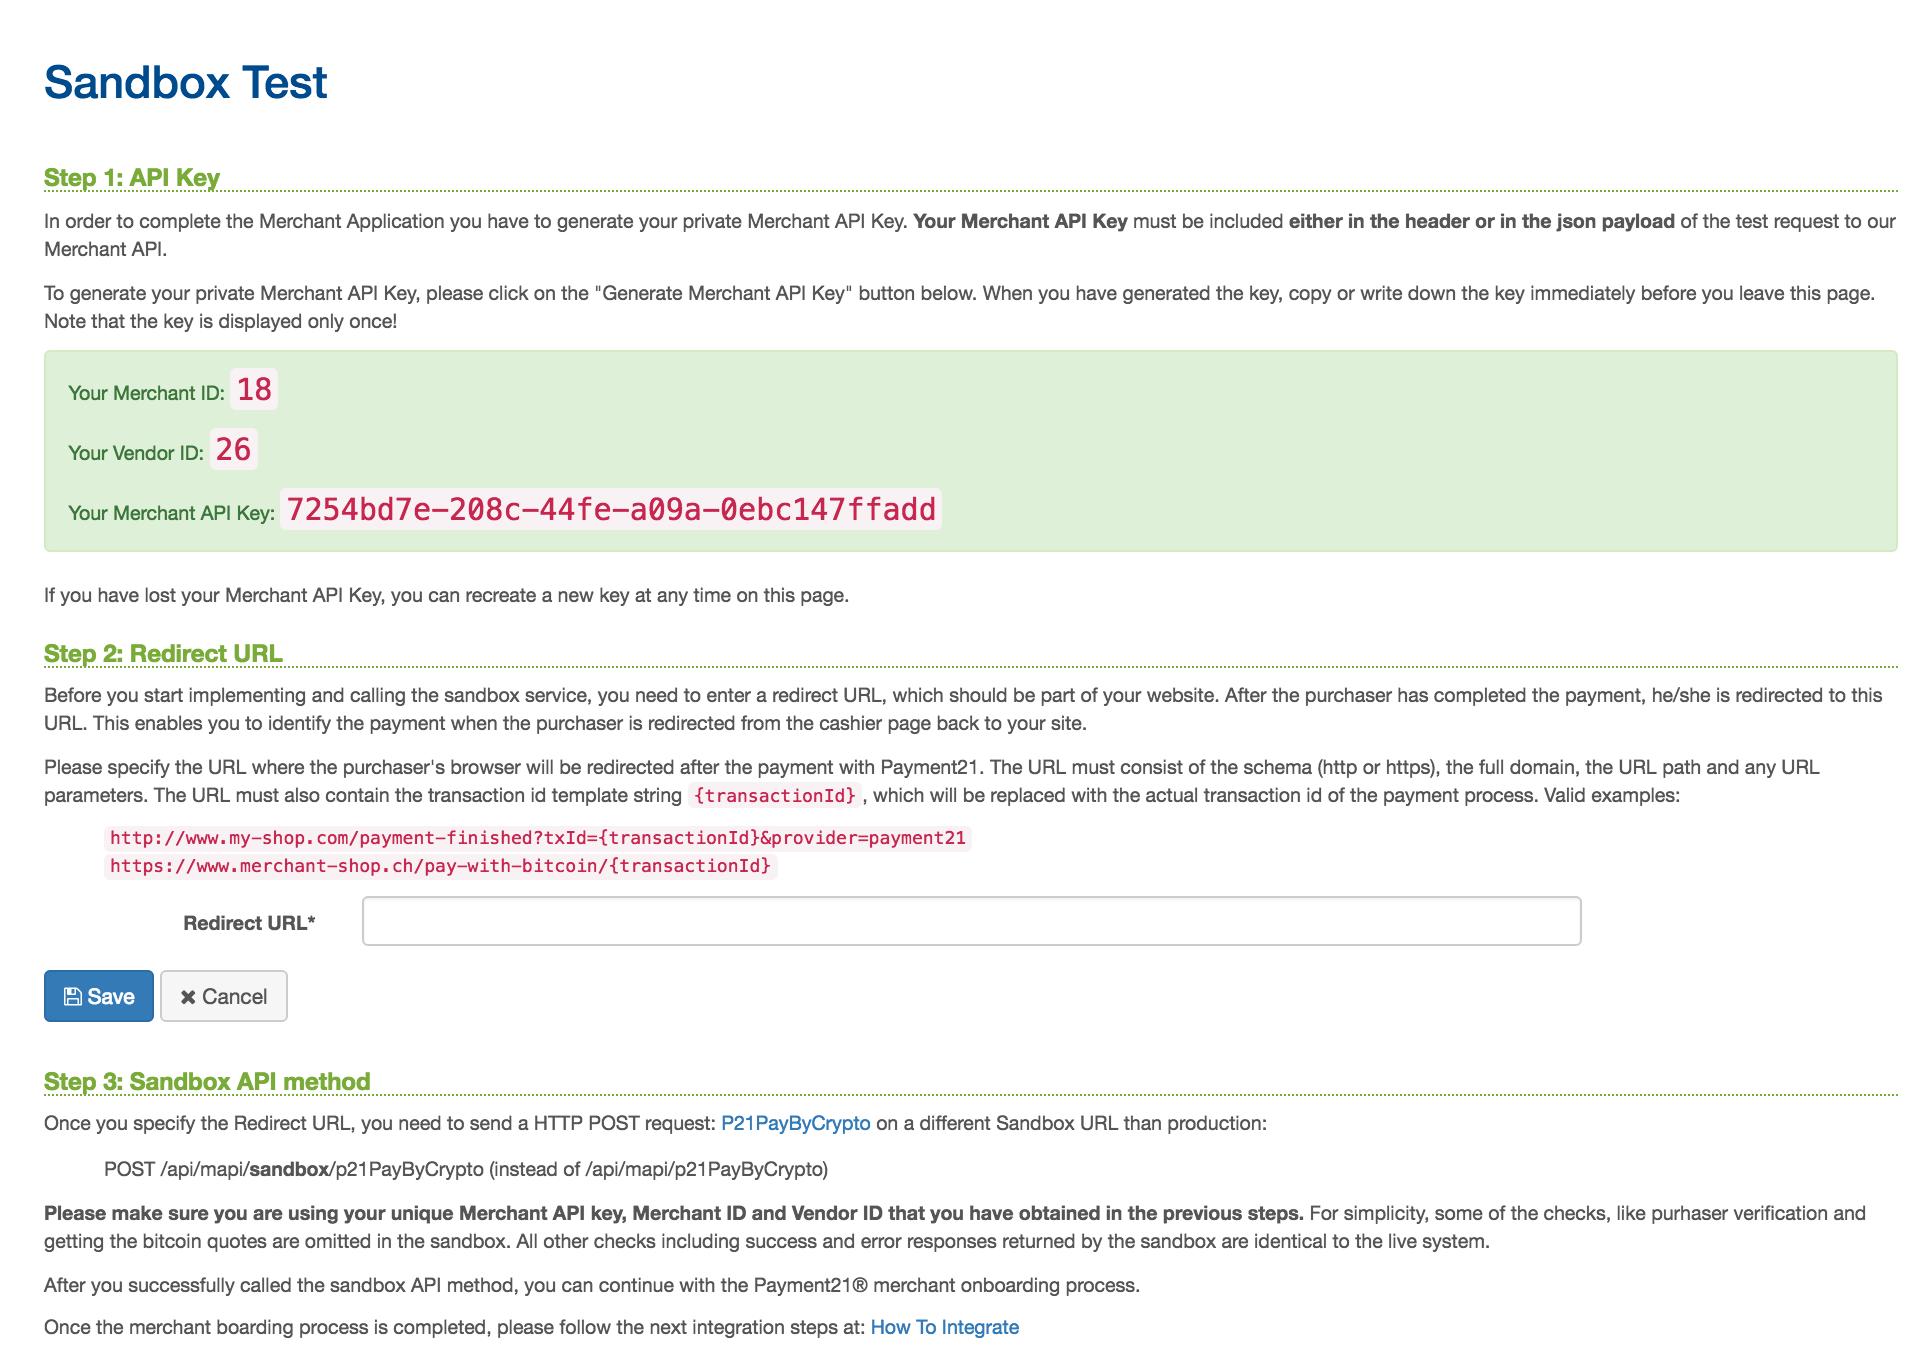 Sandbox Test
Step 1: API Key
In order to complete the Merchant Application you have to generate your private Merchant API Key. Your Merchant API Key must be included either in the header or in the json payload of the test request to our
Merchant API.
To generate your private Merchant API Key, please click on the "Generate Merchant API Key" button below. When you have generated the key, copy or write down the key immediately before you leave this page.
Note that the key is displayed only once!
Your Merchant ID: 18
Your Vendor ID: 26
Your Merchant API Key: 7254bd7e-208c-44fe-a09a-0ebc147ffadd
If you have lost your Merchant API Key, you can recreate a new key at any time on this page.
Step 2: Redirect URL
Before you start implementing and calling the sandbox service, you need to enter a redirect URL, which should be part of your website. After the purchaser has completed the payment, he/she is redirected to this
URL. This enables you to identify the payment when the purchaser is redirected from the cashier page back to your site.
Please specify the URL where the purchaser's browser will be redirected after the payment with Payment21. The URL must consist of the schema (http or https), the full domain, the URL path and any URL
parameters. The URL must also contain the transaction id template string {transactionId} , which will be replaced with the actual transaction id of the payment process. Valid examples:
http://www.my-shop.com/payment-finished?txId={transactionId}&provider=payment21
https://www.merchant-shop.ch/pay-with-bitcoin/{transactionId}
Redirect URL*
Save Cancel
Step 3: Sandbox API method
Once you specify the Redirect URL, you need to send a HTTP POST request: P21PayByCrypto on a different Sandbox URL than production:
POST /api/mapi/sandbox/p21PayByCrypto (instead of /api/mapi/p21PayByCrypto)
Please make sure you are using your unique Merchant API key, Merchant ID and Vendor ID that you have obtained in the previous steps. For simplicity, some of the checks, like purhaser verification and
getting the bitcoin quotes are omitted in the sandbox. All other checks including success and error responses returned by the sandbox are identical to the live system.
After you successfully called the sandbox API method, you can continue with the Payment21® merchant onboarding process.
Once the merchant boarding process is completed, please follow the next integration steps at: How To Integrate